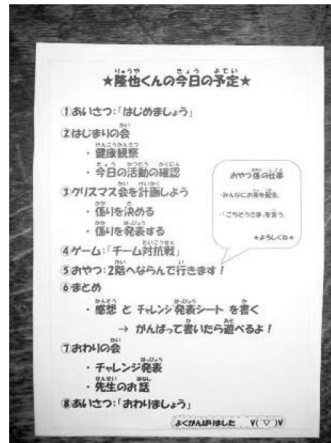 ★隆也くんの今日の予定★
①あいさつ:「はじめましょう」
②はじまりの会
・健康観察
・今日の活動の確認
③クリスマス会を計画しよう
・係りを決める
・係りを発表する
④ゲーム:「チーム対抗戦」
⑤おやつ:2階へならんで行きます!
⑥まとめ
・感想 と チャレンジ発表シート を書く
→ がんばって書いたら遊べるよ!
⑦おわりの会
・チャレンジ発表
・先生のお話
⑧あいさつ:「おわりましょう」
おやつ係の仕事
・みんなにお茶を配る。
・「ごちそうさま」を言う。
★よろしくね★
よくがんばりました V(▽)V